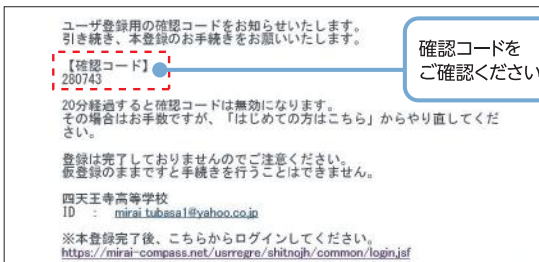 ユーザ登録用の確認コードをお知らせいたします。
引き続き、本登録のお手続きをお願いいたします。
【確認コード】
280743
確認コードを
ご確認ください
20分経過すると確認コードは無効になります。
その場合はお手数ですが、「はじめての方はこちら」からやり直してくだ
さい。
登録は完了しておりませんのでご注意ください。
仮登録のままですと手続きを行うことはできません。
四天王寺高等学校
ID : mirai_tubasa1@yahoo.co.jp
※本登録完了後、こちらからログインしてください。
https://mirai-compass.net/usrregre/shitnojh/common/login.jsf